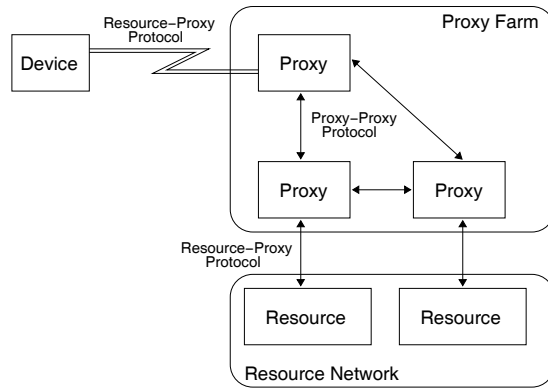 Resource–Proxy
Protocol
Proxy Farm
Device
Proxy
Proxy–Proxy
Protocol
Proxy
Proxy
Resource–Proxy
Protocol
Resource
Resource
Resource Network